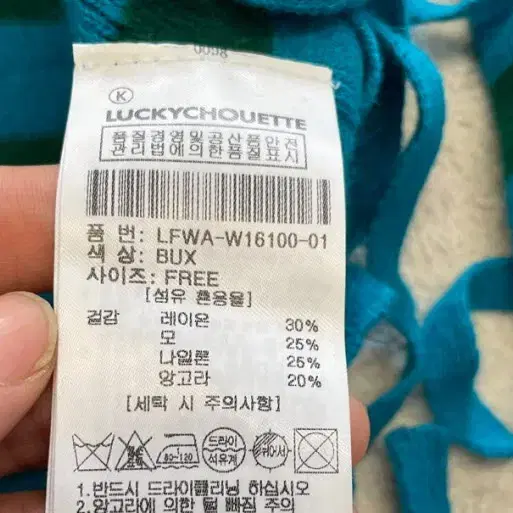 Ⓚ
LUCKYCHOUETTE
품질경영및공산품안전
관리법에의한품질표시
품 번: LFWA-W16100-01
색 상: BUX
사이즈: FREE
[섬유 혼용율]
겉감 레이온 30%
모 25%
나일론 25%
앙고라 20%
[세탁 시 주의사항]
드라이
석유계
1.반드시 드라이클리닝 하십시오
2.앙고라에 의한 털 빠짐 주의